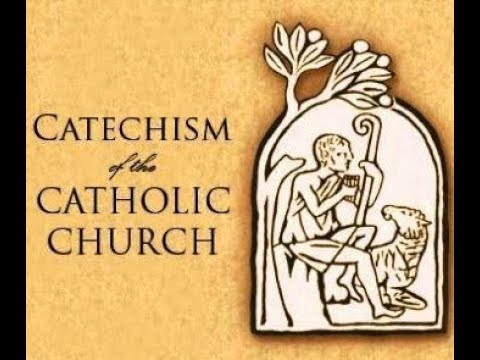 CATECHISM
of the
CATHOLIC
CHURCH